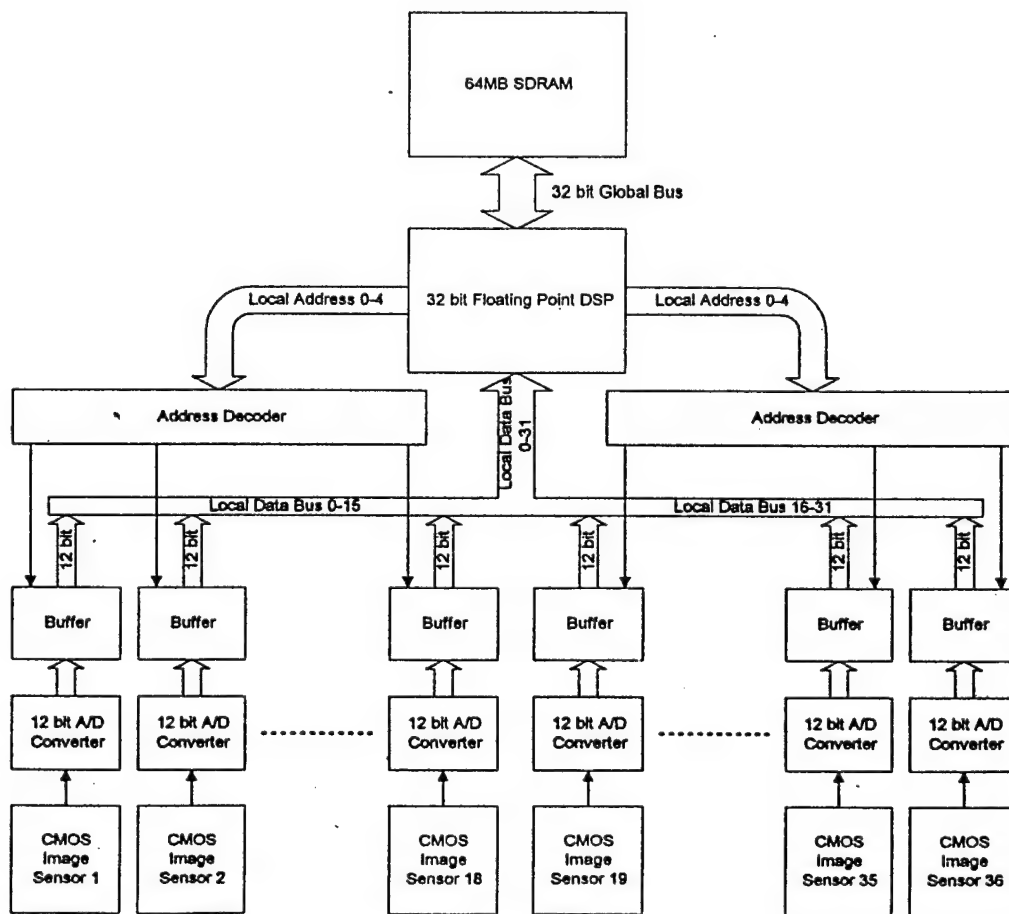 64MB SDRAM
32 bit Global Bus
32 bit Floating Point DSP
Local Address 0-4
Local Address 0-4
Address Decoder
Address Decoder
Local Data Bus
0-31
Local Data Bus 0-15
Local Data Bus 16-31
12 bit
12 bit
12 bit
12 bit
12 bit
12 bit
Buffer
Buffer
Buffer
Buffer
Buffer
Buffer
12 bit A/D
Converter
12 bit A/D
Converter
12 bit A/D
Converter
12 bit A/D
Converter
12 bit A/D
Converter
12 bit A/D
Converter
CMOS
Image
Sensor 1
CMOS
Image
Sensor 2
CMOS
Image
Sensor 18
CMOS
Image
Sensor 19
CMOS
Image
Sensor 35
CMOS
Image
Sensor 36